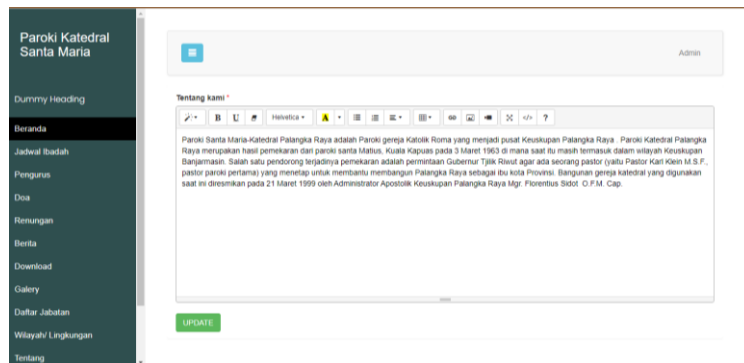 Paroki Katedral
Santa Maria
Dummy Heading
Beranda
Jadwal Ibadah
Pengurus
Doa
Renungan
Berita
Download
Galery
Daftar Jabatan
Wilayah/ Lingkungan
Tentang
Admin
Tentang kami *
B U Helvetica A ?
Paroki Santa Maria-Katedral Palangka Raya adalah Paroki gereja Katolik Roma yang menjadi pusat Keuskupan Palangka Raya . Paroki Katedral Palangka
Raya merupakan hasil pemekaran dari paroki santa Matius, Kuala Kapuas pada 3 Maret 1963 di mana saat itu masih termasuk dalam wilayah Keuskupan
Banjarmasin. Salah satu pendorong terjadinya pemekaran adalah permintaan Gubernur Tjilik Riwut agar ada seorang pastor (yaitu Pastor Karl Klein M.S.F.,
pastor paroki pertama) yang menetap untuk membantu membangun Palangka Raya sebagai ibu kota Provinsi. Bangunan gereja katedral yang digunakan
saat ini diresmikan pada 21 Maret 1999 oleh Administrator Apostolik Keuskupan Palangka Raya Mgr. Florentius Sidot O.F.M. Cap.
UPDATE